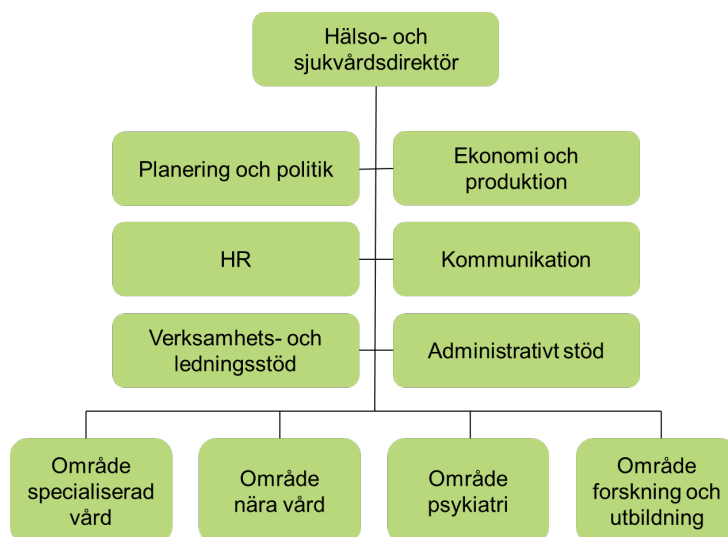 Hälso- och
sjukvårdsdirektör
Planering och politik
Ekonomi och
produktion
HR
Kommunikation
Verksamhets- och
ledningsstöd
Administrativt stöd
Område
specialiserad
vård
Område
nära vård
Område
psykiatri
Område
forskning och
utbildning